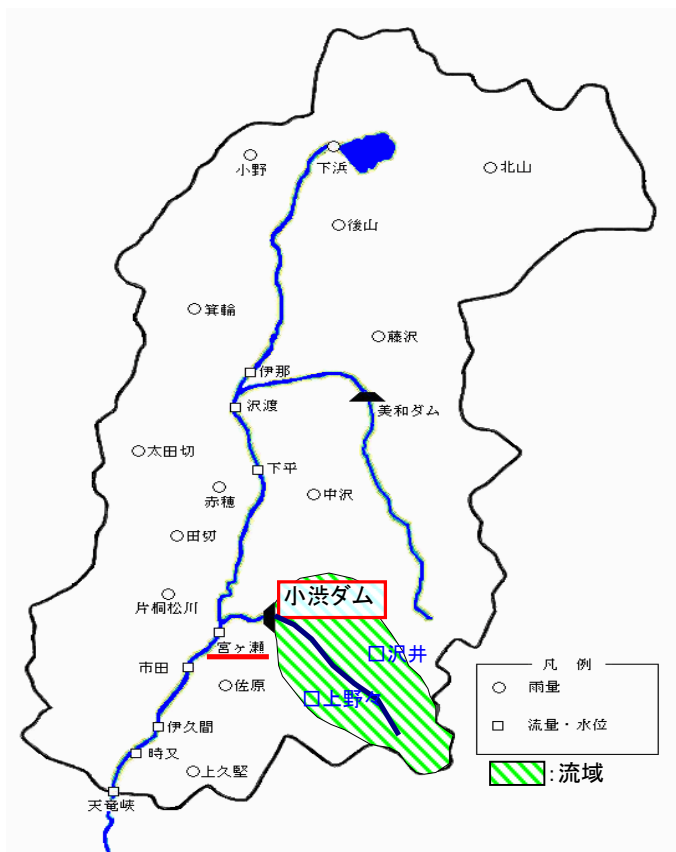 下浜
小野
北山
後山
箕輪
藤沢
伊那
沢渡
美和ダム
太田切
下平
赤穂
中沢
田切
片桐松川
小渋ダム
宮ヶ瀬
沢井
市田
佐原
上野々
伊久間
時又
上久堅
天竜峡
凡 例
雨量
流量・水位
:流域